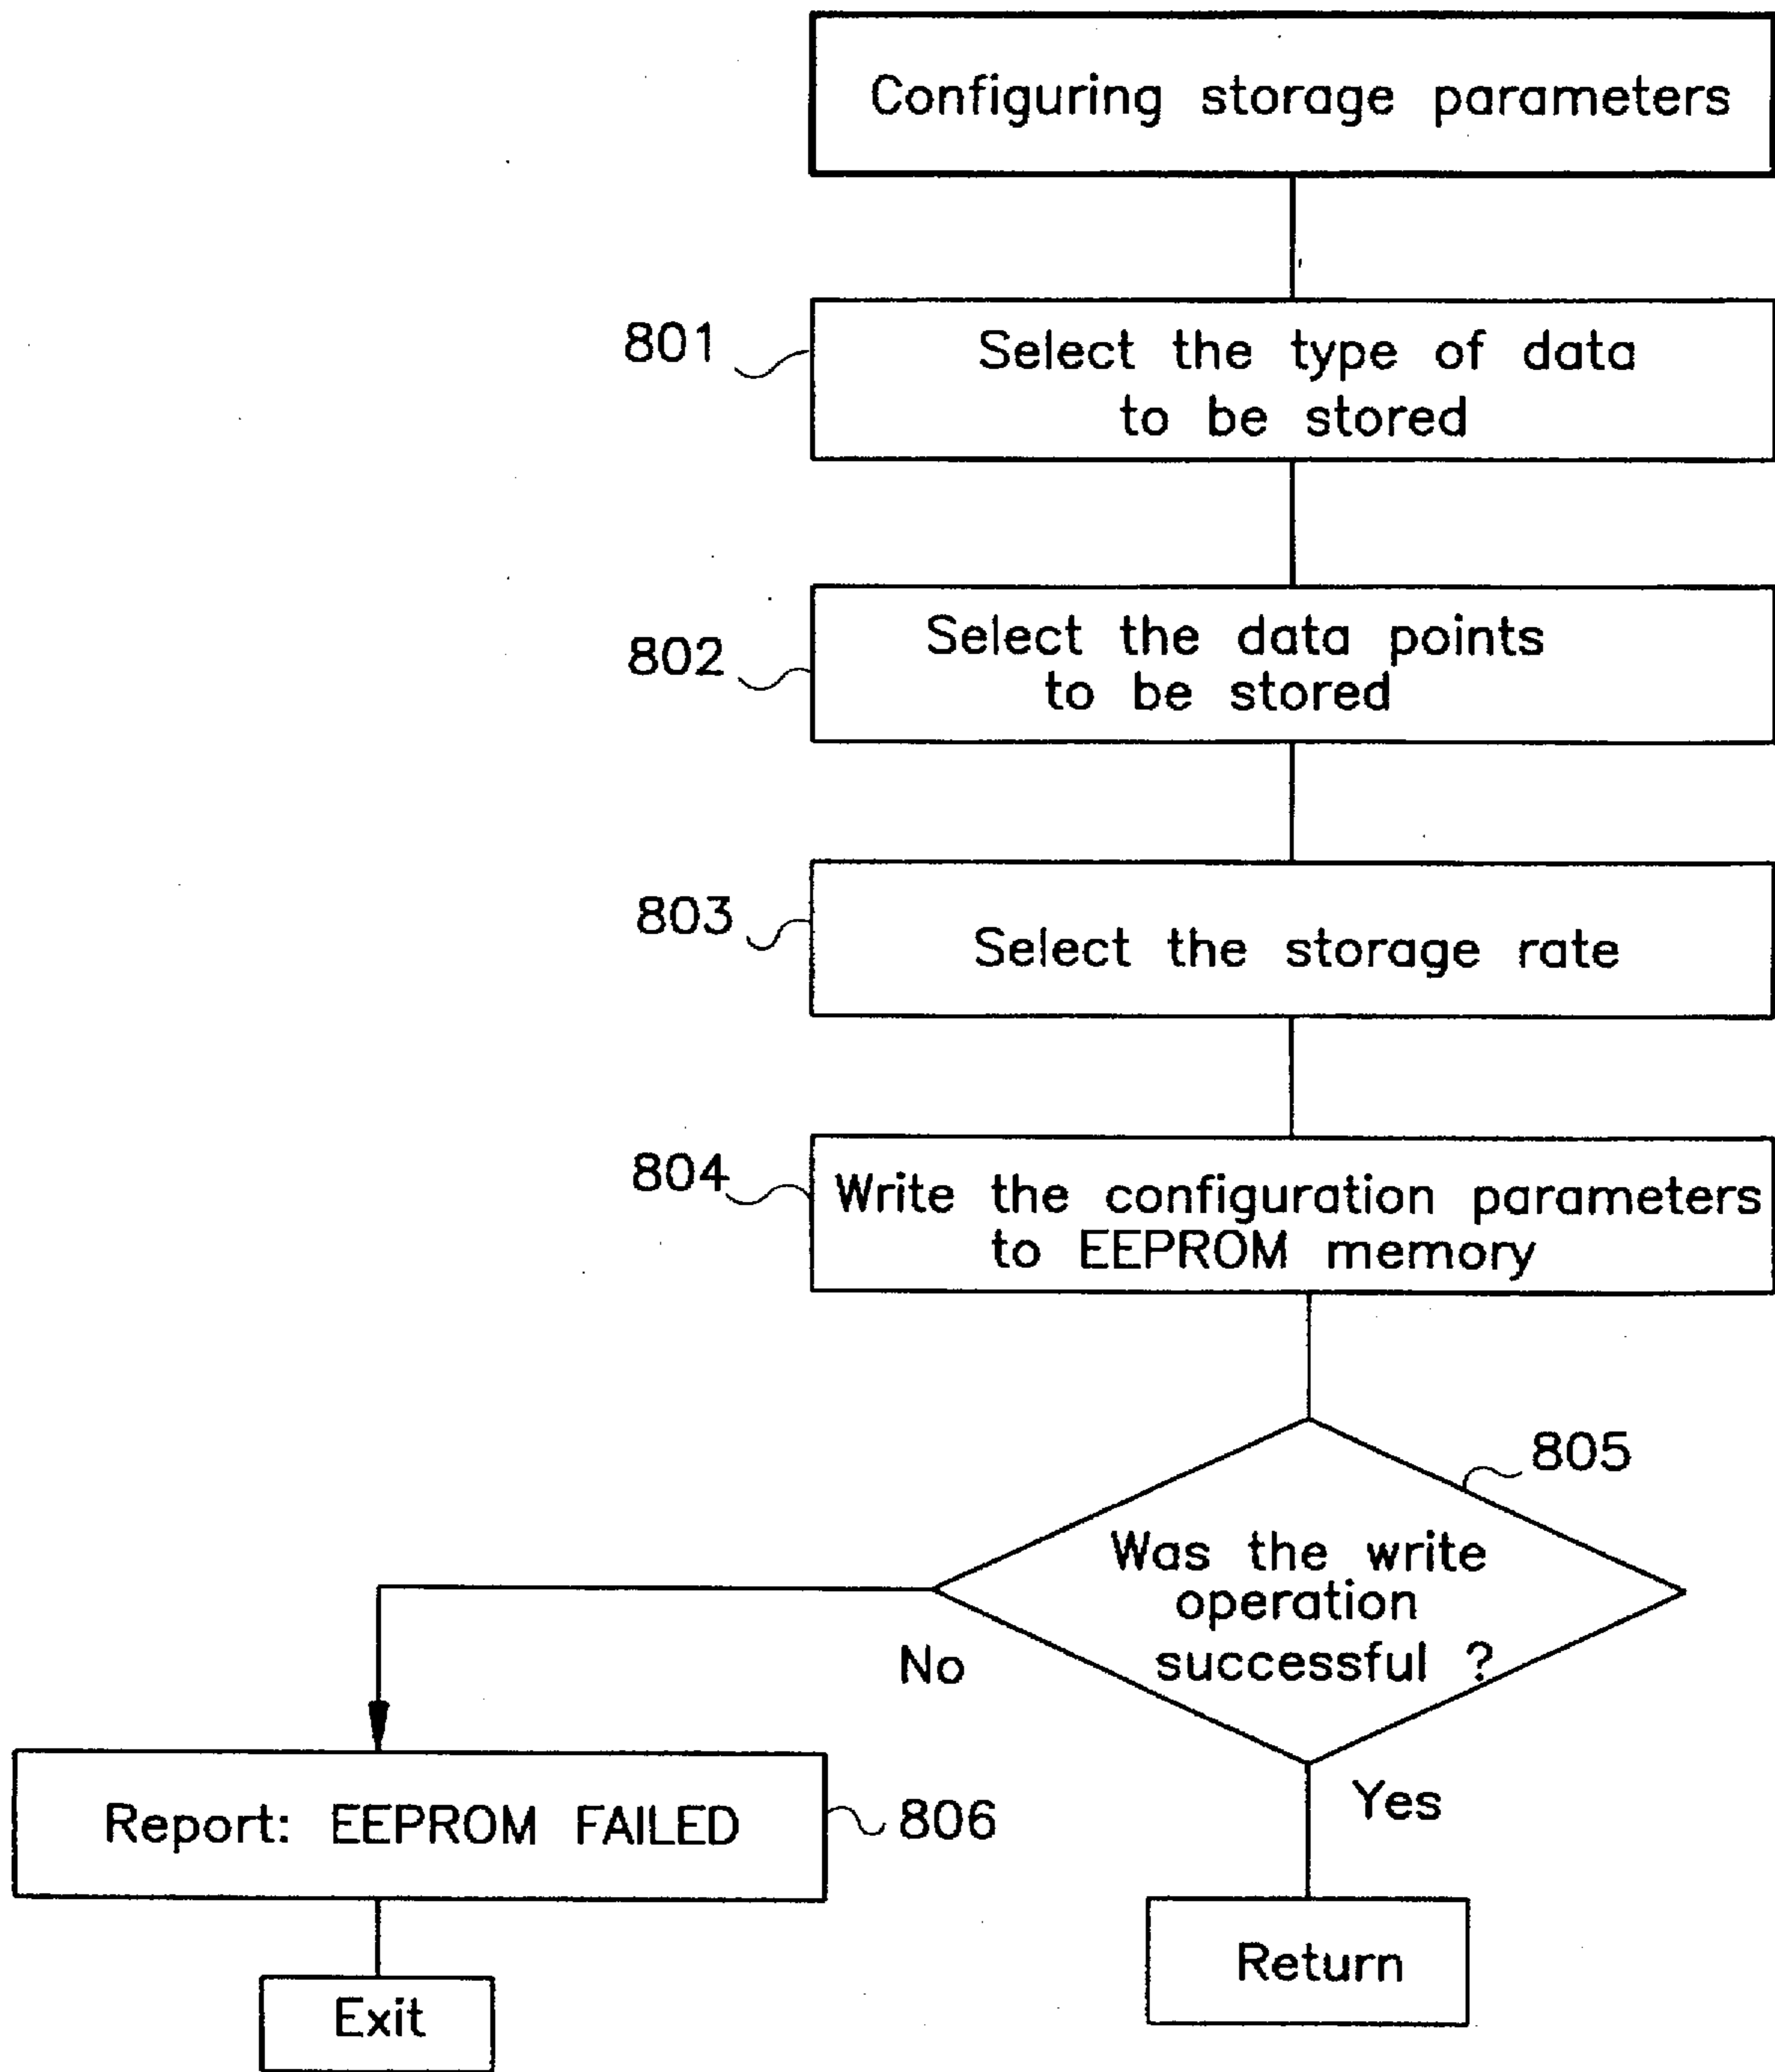 Configuring storage parameters
801
Select the type of data
to be stored
802
Select the data points
to be stored
803
Select the storage rate
804
Write the configuration parameters
to EEPROM memory
805
Was the write
operation
successful ?
No
Yes
Report: EEPROM FAILED
806
Return
Exit